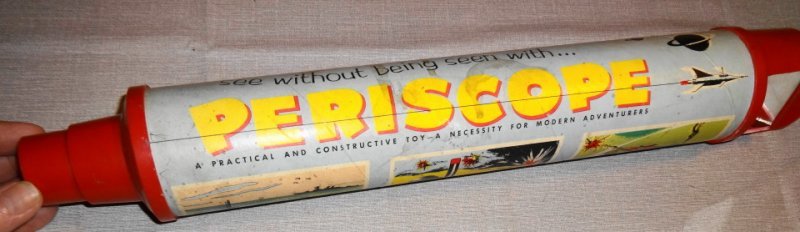 see without being seen with...
PERISCOPE
A PRACTICAL AND CONSTRUCTIVE TOY - A NECESSITY FOR MODERN ADVENTURERS